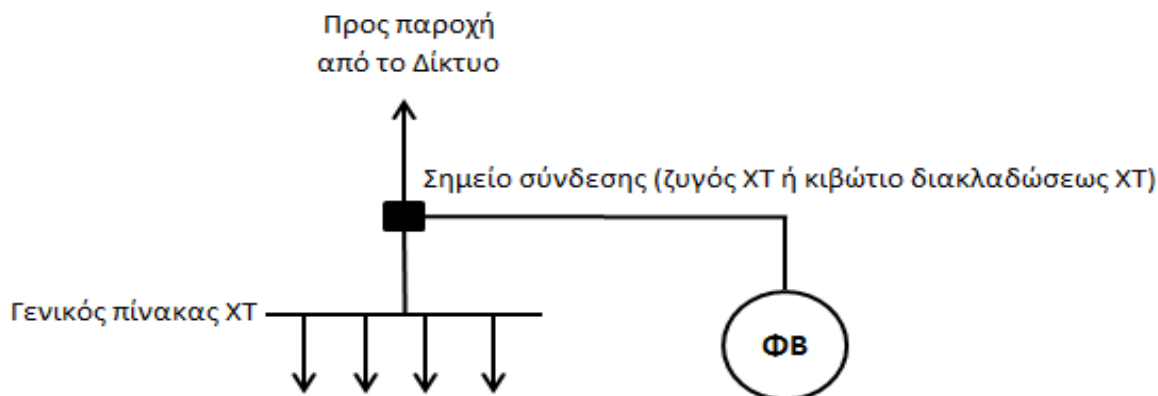 Προς παροχή
από το Δίκτυο
Σημείο σύνδεσης (ζυγός ΧΤ ή κιβώτιο διακλαδώσεως ΧΤ)
Γενικός πίνακας ΧΤ
ΦΒ